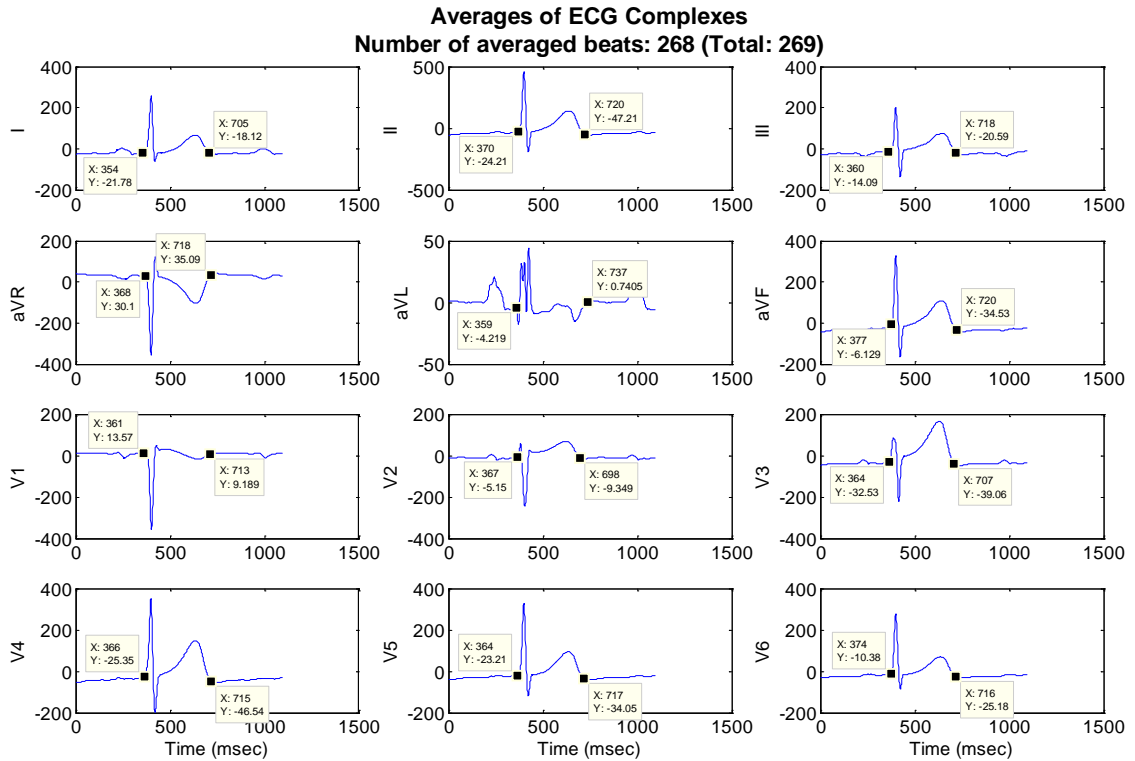 Averages of ECG Complexes
Number of averaged beats: 268 (Total: 269)
I
400
200
0
-200
0 500 1000 1500
X: 354
Y: -21.78
X: 705
Y: -18.12
II
500
0
-500
0 500 1000 1500
X: 370
Y: -24.21
X: 720
Y: -47.21
III
400
200
0
-200
0 500 1000 1500
X: 360
Y: -14.09
X: 718
Y: -20.59
aVR
200
0
-200
-400
0 500 1000 1500
X: 368
Y: 30.1
X: 718
Y: 35.09
aVL
50
0
50
0 500 1000 1500
X: 359
Y: -4.219
X: 737
Y: 0.7405
aVF
400
200
0
-200
0 500 1000 1500
X: 377
Y: -6.129
X: 720
Y: -34.53
V1
200
0
-200
-400
0 500 1000 1500
X: 361
Y: 13.57
X: 713
Y: 9.189
V2
200
0
-200
-400
0 500 1000 1500
X: 367
Y: -5.15
X: 698
Y: -9.349
V3
200
0
-200
-400
0 500 1000 1500
X: 364
Y: -32.53
X: 707
Y: -39.06
V4
400
200
0
-200
0 500 1000 1500
Time (msec)
X: 366
Y: -25.35
X: 715
Y: -46.54
V5
400
200
0
-200
0 500 1000 1500
Time (msec)
X: 364
Y: -23.21
X: 717
Y: -34.05
V6
400
200
0
-200
0 500 1000 1500
Time (msec)
X: 374
Y: -10.38
X: 716
Y: -25.18